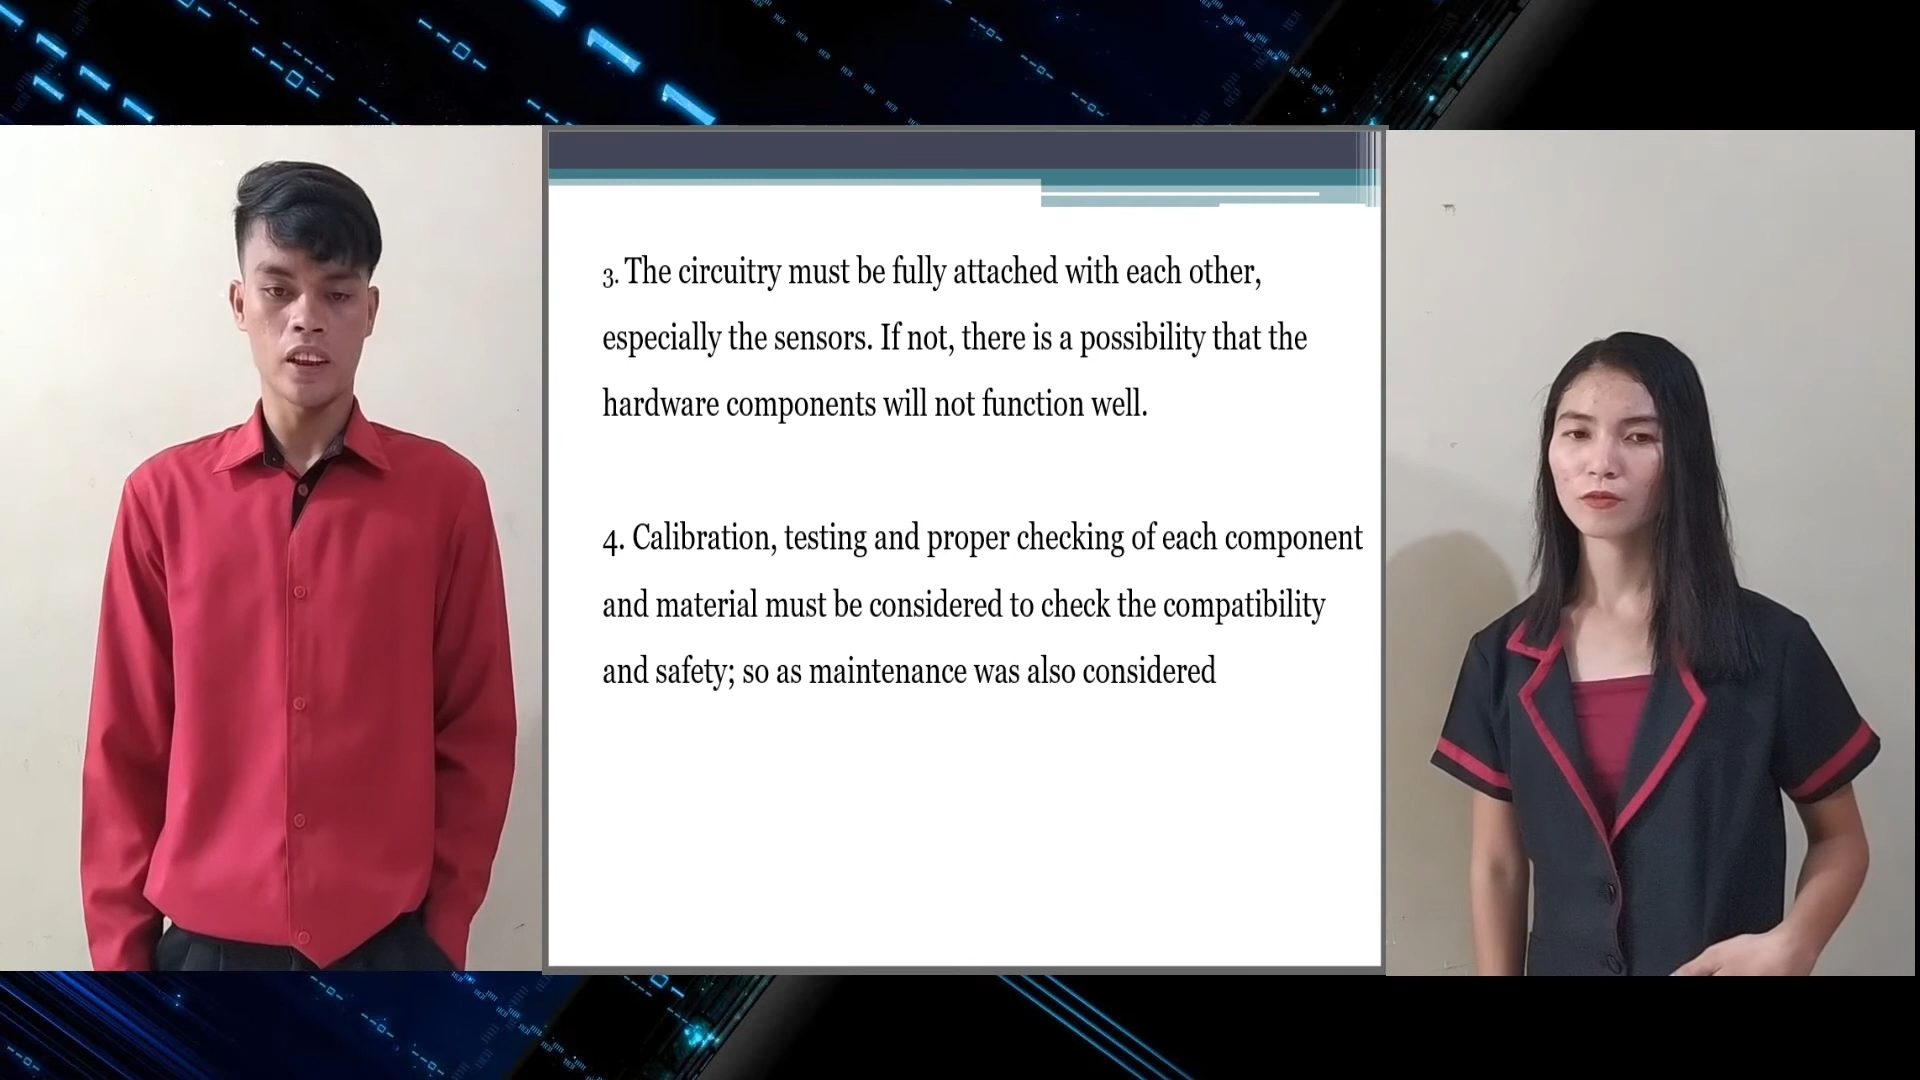 3. The circuitry must be fully attached with each other,
especially the sensors. If not, there is a possibility that the
hardware components will not function well.
4. Calibration, testing and proper checking of each component
and material must be considered to check the compatibility
and safety; so as maintenance was also considered